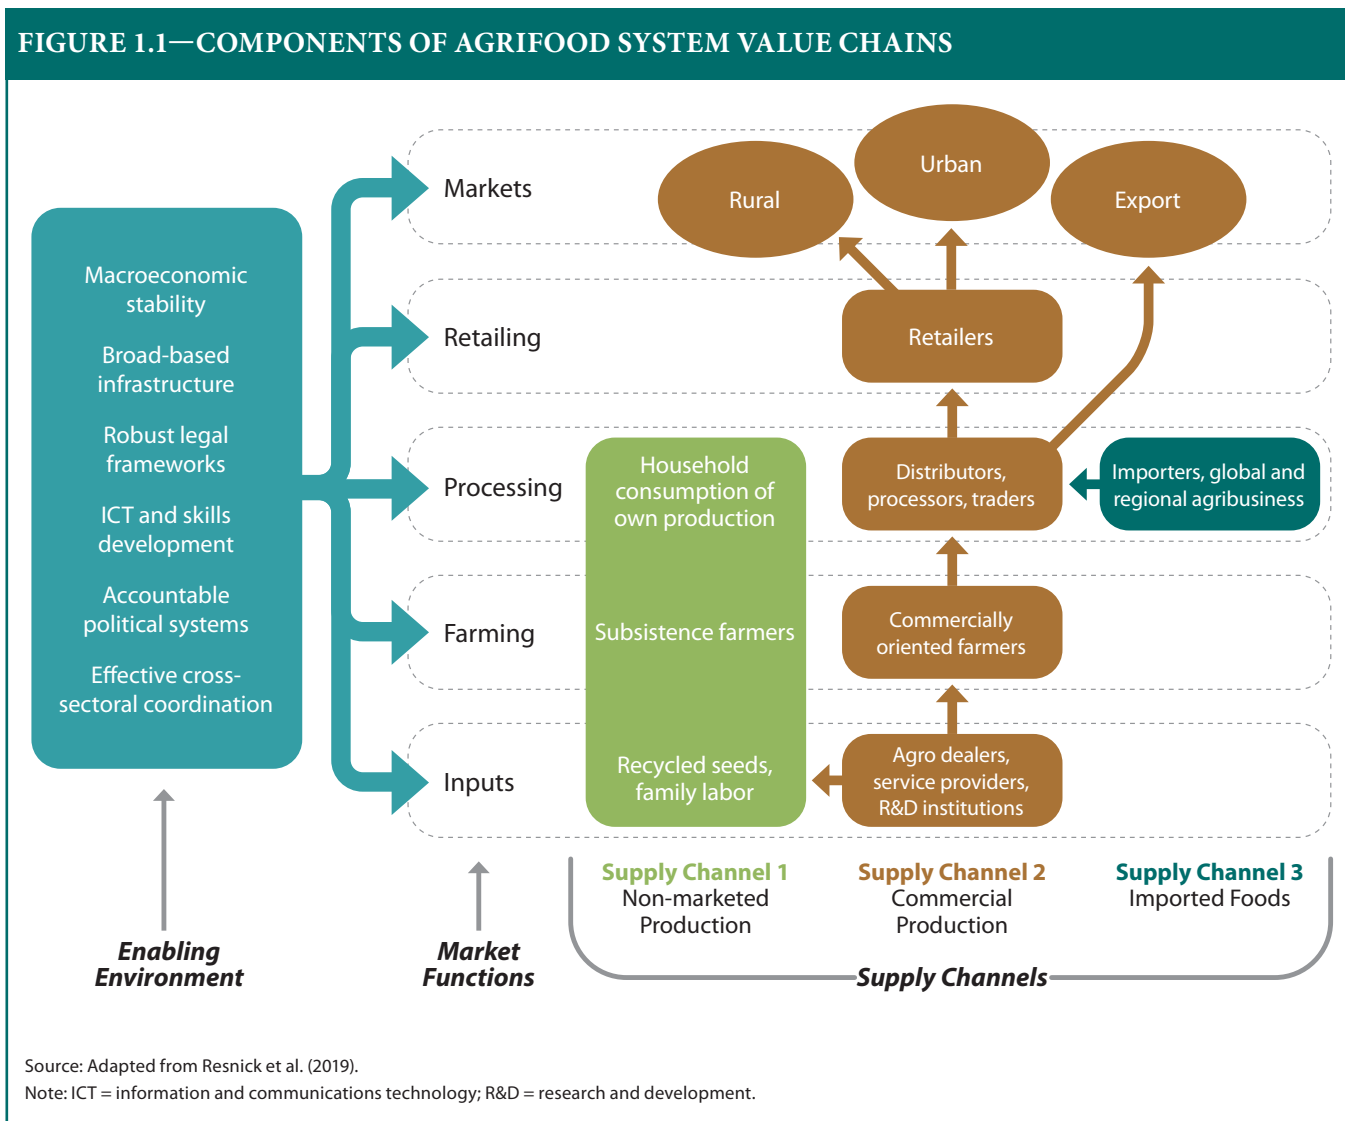 FIGURE 1.1—COMPONENTS OF AGRIFOOD SYSTEM VALUE CHAINS
Macroeconomic
stability
Broad-based
infrastructure
Robust legal
frameworks
ICT and skills
development
Accountable
political systems
Effective cross-
sectoral coordination
Markets
Rural
Urban
Export
Retailing
Retailers
Processing
Household
consumption of
own production
Distributors,
processors, traders
Importers, global and
regional agribusiness
Farming
Subsistence farmers
Commercially
oriented farmers
Inputs
Recycled seeds,
family labor
Agro dealers,
service providers,
R&D institutions
Enabling
Environment
Market
Functions
Supply Channel 1
Non-marketed
Production
Supply Channel 2
Commercial
Production
Supply Channel 3
Imported Foods
Supply Channels
Source: Adapted from Resnick et al. (2019).
Note: ICT = information and communications technology; R&D = research and development.